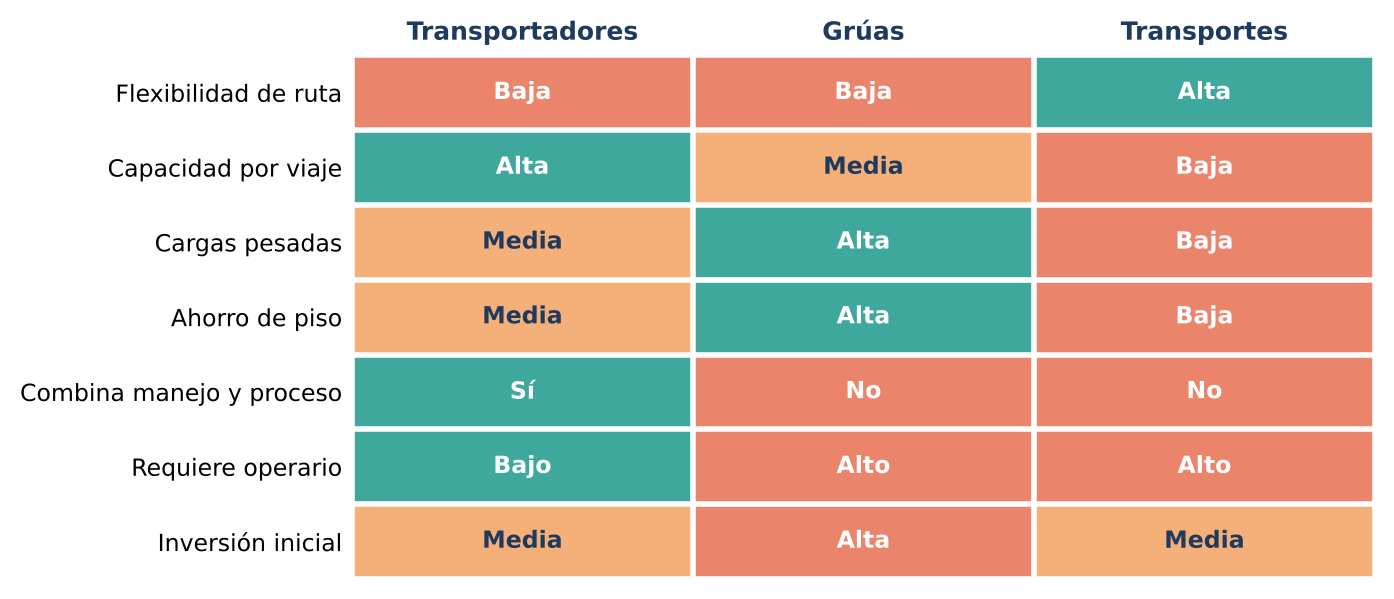 Transportadores Grúas Transportes
Flexibilidad de ruta Baja Baja Alta
Capacidad por viaje Alta Media Baja
Cargas pesadas Media Alta Baja
Ahorro de piso Media Alta Baja
Combina manejo y proceso Sí No No
Requiere operario Bajo Alto Alto
Inversión inicial Media Alta Media